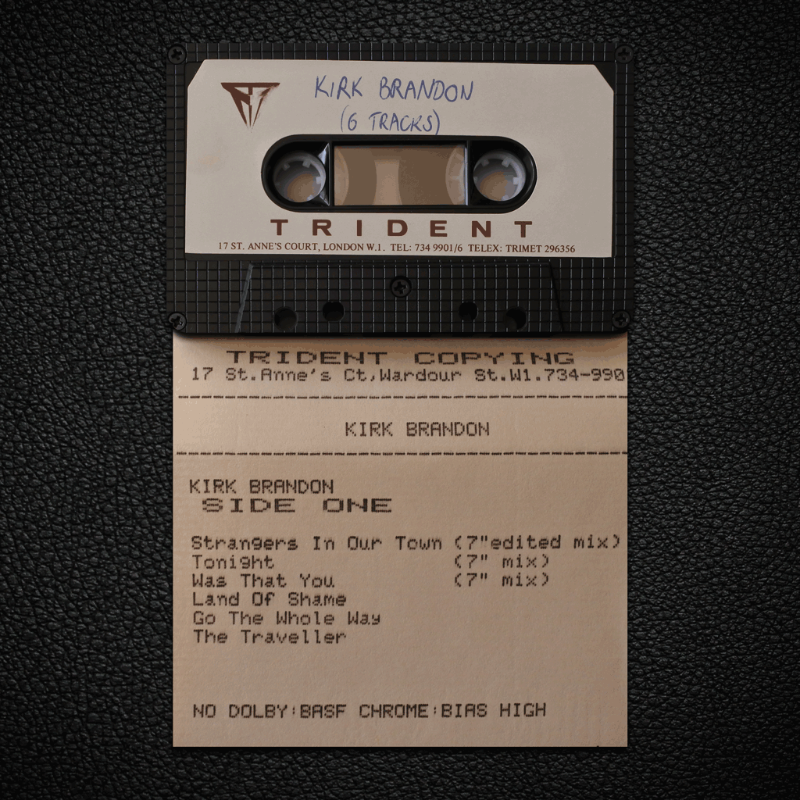 KIRK BRANDON
(6 TRACKS)
TRIDENT
17 ST. ANNE'S COURT, LONDON W.1. TEL: 734 9901/6 TELEX: TRIMET 296356
TRIDENT COPYING
17 St.Anne's Ct,Wardour St.W1.734-990
KIRK BRANDON
KIRK BRANDON
SIDE ONE
Strangers In Our Town (7"edited mix)
Tonight (7" mix)
Was That You (7" mix)
Land Of Shame
Go The Whole Way
The Traveller
NO DOLBY:BASF CHROME:BIAS HIGH